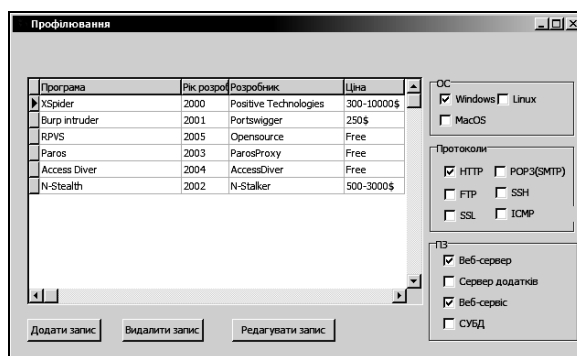 Профілювання
Програма Рік розроб Розробник Ціна
XSpider 2000 Positive Technologies 300-10000$
Burp intruder 2001 Portswigger 250$
RPVS 2005 Opensource Free
Paros 2003 ParosProxy Free
Access Diver 2004 AccessDiver Free
N-Stealth 2002 N-Stalker 500-3000$
Додати запис Видалити запис Редагувати запис
ОС
Windows Linux
MacOS
Протоколи
HTTP POP3(SMTP)
FTP SSH
SSL ICMP
ПЗ
Веб-сервер
Сервер додатків
Веб-сервіс
СУБД